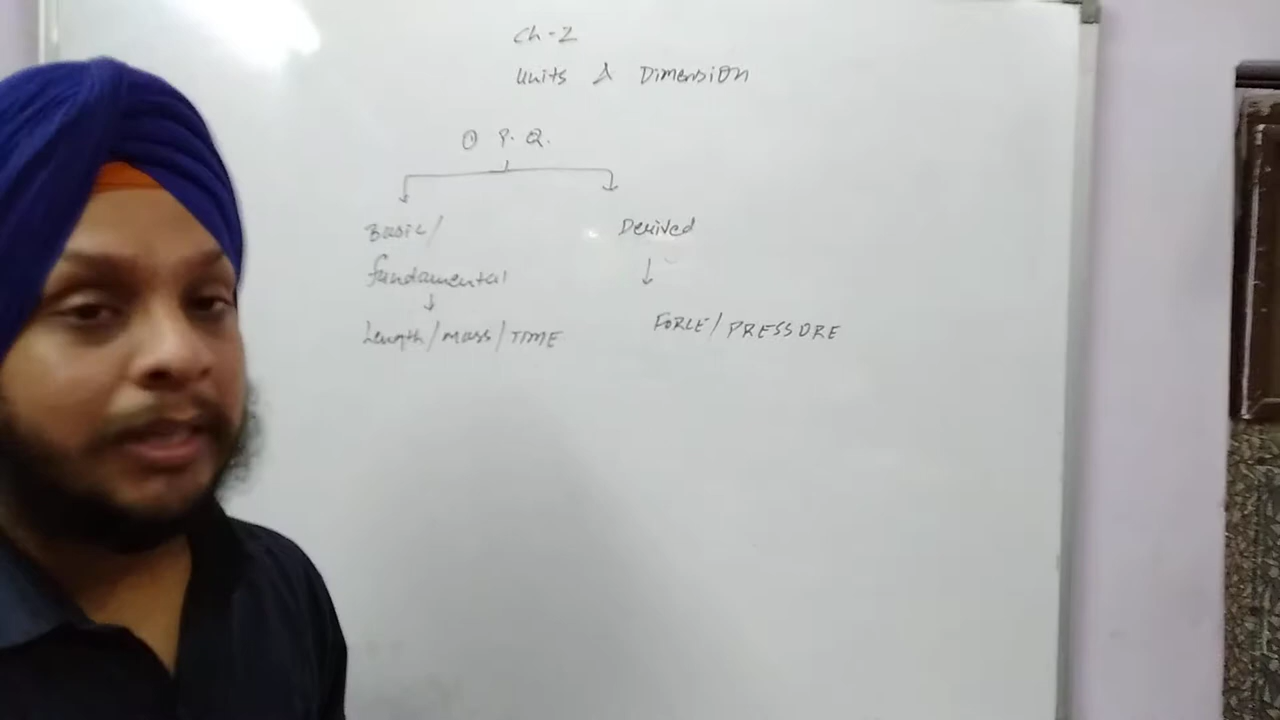 Ch-2
Units & Dimension
① P. Q.
Basic/ Derived
fundamental
Length/mass/TIME FORCE/PRESSURE